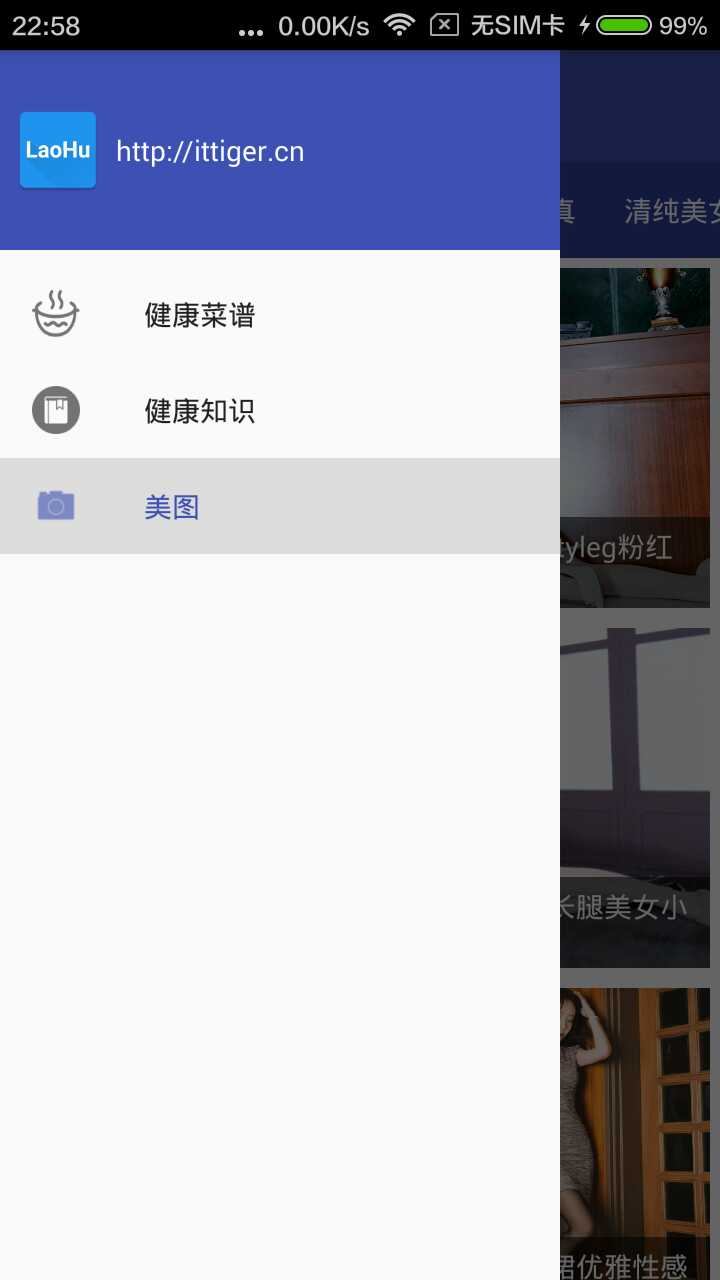 22:58 ... 0.00K/s 无SIM卡 99%
LaoHu http://ittiger.cn
真 清纯美女
健康菜谱
健康知识
美图
tyleg粉红
长腿美女小
裙优雅性感